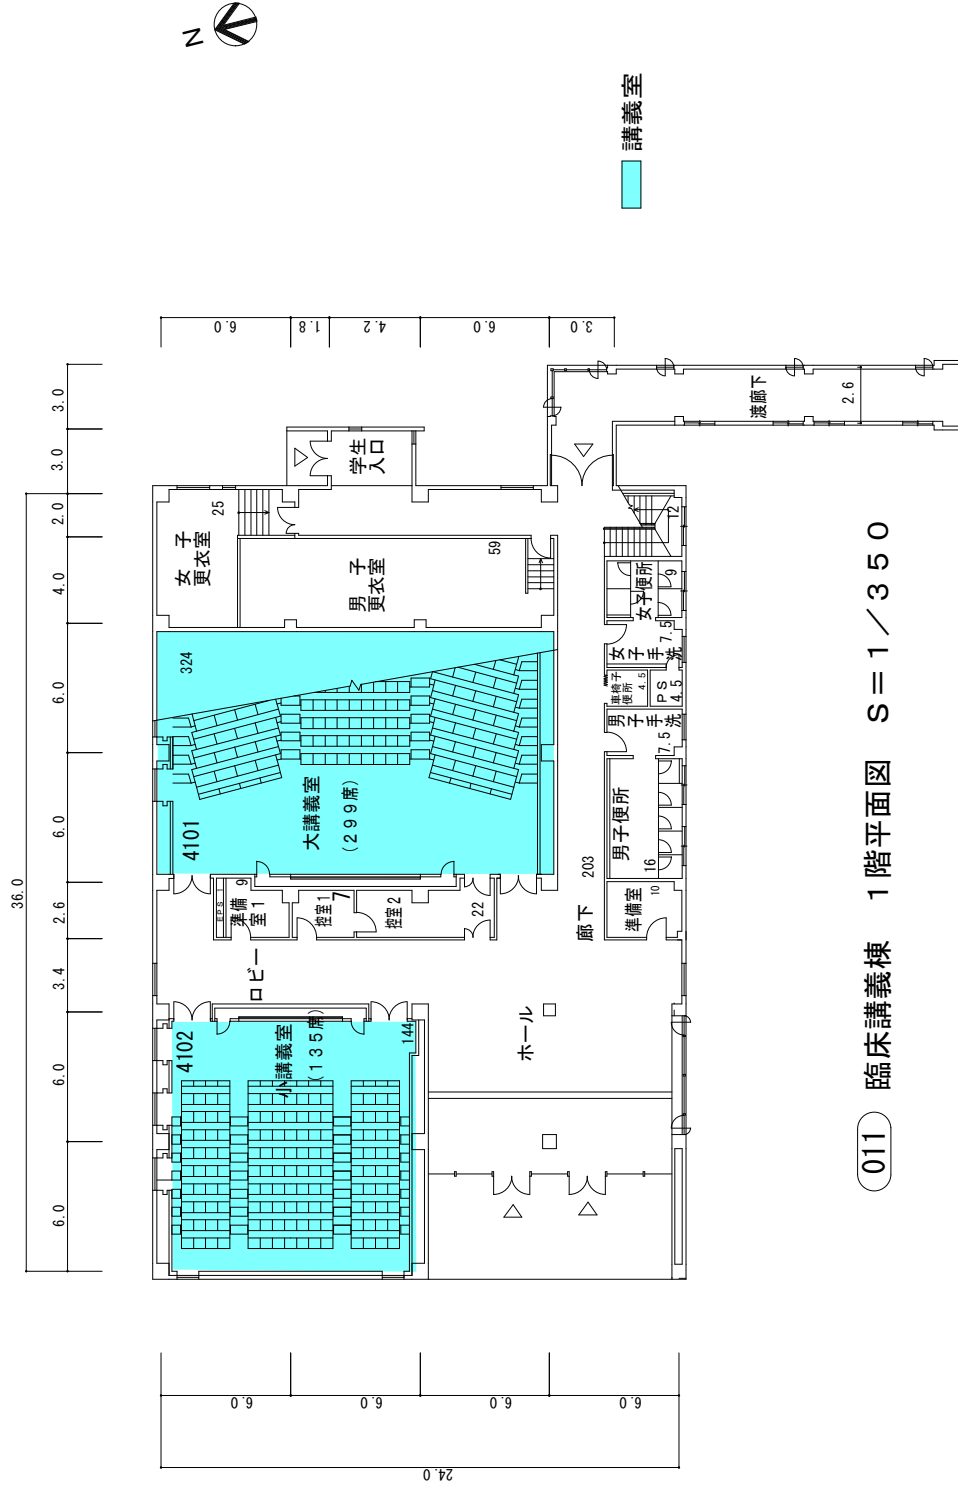 N
講義室
36.0
3.0
3.0
2.0
4.0
6.0
6.0
2.6
3.4
6.0
6.0
6.0
1.8
4.2
6.0
3.0
学生
入口
渡廊下
2.6
女子
更衣室
25
男子
更衣室
59
12
女子便所
9
女子手洗
7.5
車椅子
便所
4.5
PS
4.5
男子手洗
7.5
男子便所
16
準備室
10
324
大講義室
(299席)
4101
EPS
準備
室1
9
控室1
7
控室2
22
203
廊下
ロビー
ホール
4102
小講義室
(135席)
144
6.0
6.0
6.0
6.0
24.0
011 臨床講義棟 1階平面図 S=1/350